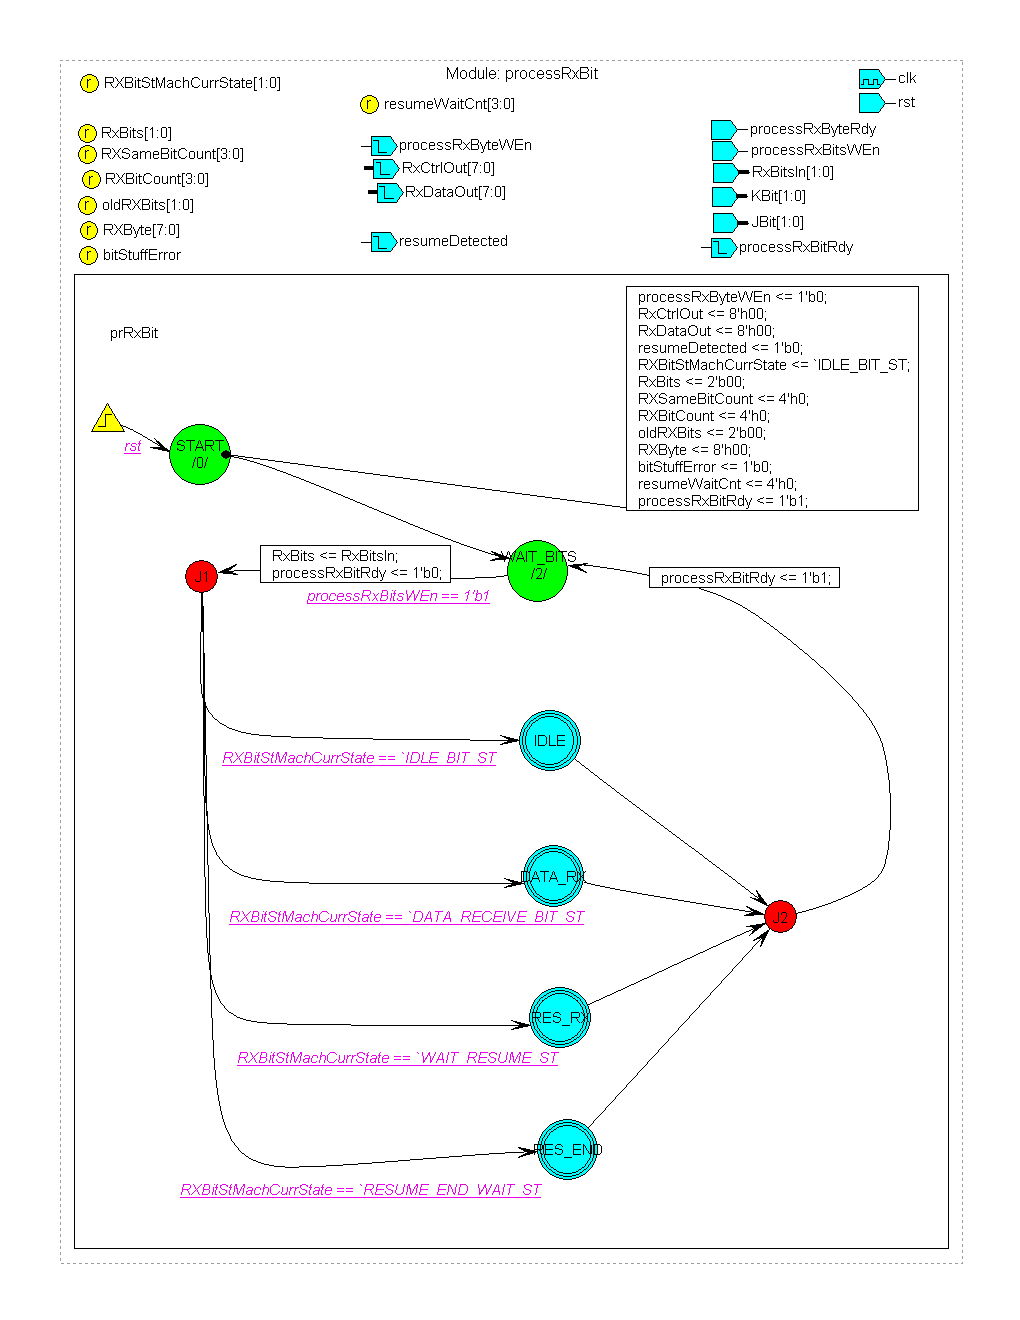 Module: processRxBit
RXBitStMachCurrState[1:0]
RxBits[1:0]
RXSameBitCount[3:0]
RXBitCount[3:0]
oldRXBits[1:0]
RXByte[7:0]
bitStuffError
resumeWaitCnt[3:0]
processRxByteWEn
RxCtrlOut[7:0]
RxDataOut[7:0]
resumeDetected
clk
rst
processRxByteRdy
processRxBitsWEn
RxBitsIn[1:0]
KBit[1:0]
JBit[1:0]
processRxBitRdy
r
r
r
r
r
r
r
r
prRxBit
processRxByteWEn <= 1'b0;
RxCtrlOut <= 8'h00;
RxDataOut <= 8'h00;
resumeDetected <= 1'b0;
RXBitStMachCurrState <= `IDLE_BIT_ST;
RxBits <= 2'b00;
RXSameBitCount <= 4'h0;
RXBitCount <= 4'h0;
oldRXBits <= 2'b00;
RXByte <= 8'h00;
bitStuffError <= 1'b0;
resumeWaitCnt <= 4'h0;
processRxBitRdy <= 1'b1;
rst
START
/0/
WAIT_BITS
/2/
RxBits <= RxBitsIn;
processRxBitRdy <= 1'b0;
processRxBitsWEn == 1'b1
J1
processRxBitRdy <= 1'b1;
IDLE
RXBitStMachCurrState == `IDLE_BIT_ST
DATA_RX
RXBitStMachCurrState == `DATA_RECEIVE_BIT_ST
J2
RES_RX
RXBitStMachCurrState == `WAIT_RESUME_ST
RES_END
RXBitStMachCurrState == `RESUME_END_WAIT_ST